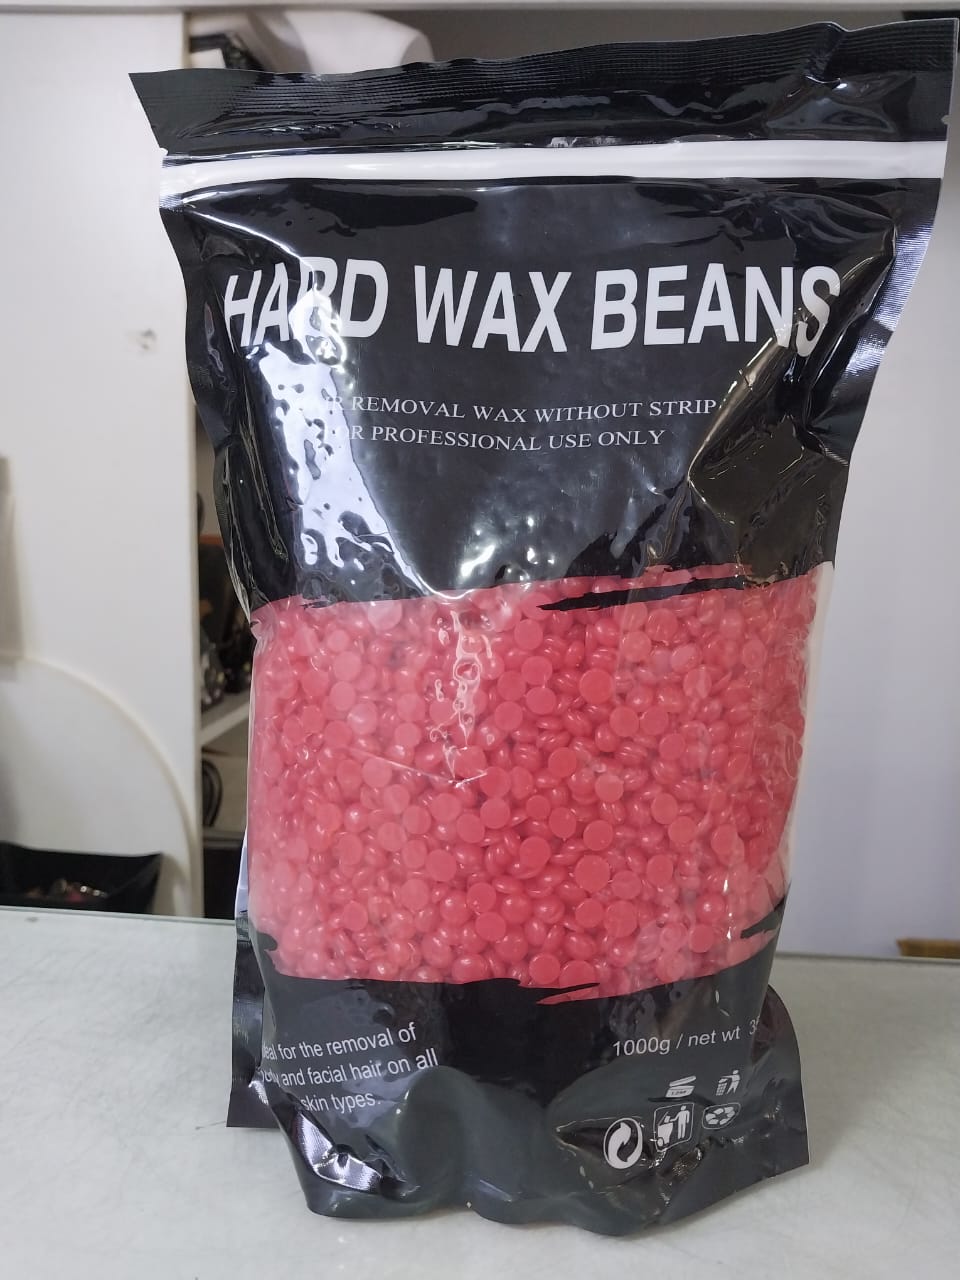 HARD WAX BEANS
REMOVAL WAX WITHOUT STRIP
FOR PROFESSIONAL USE ONLY
for the removal of
and facial hair on all
skin types.
1000g / net wt